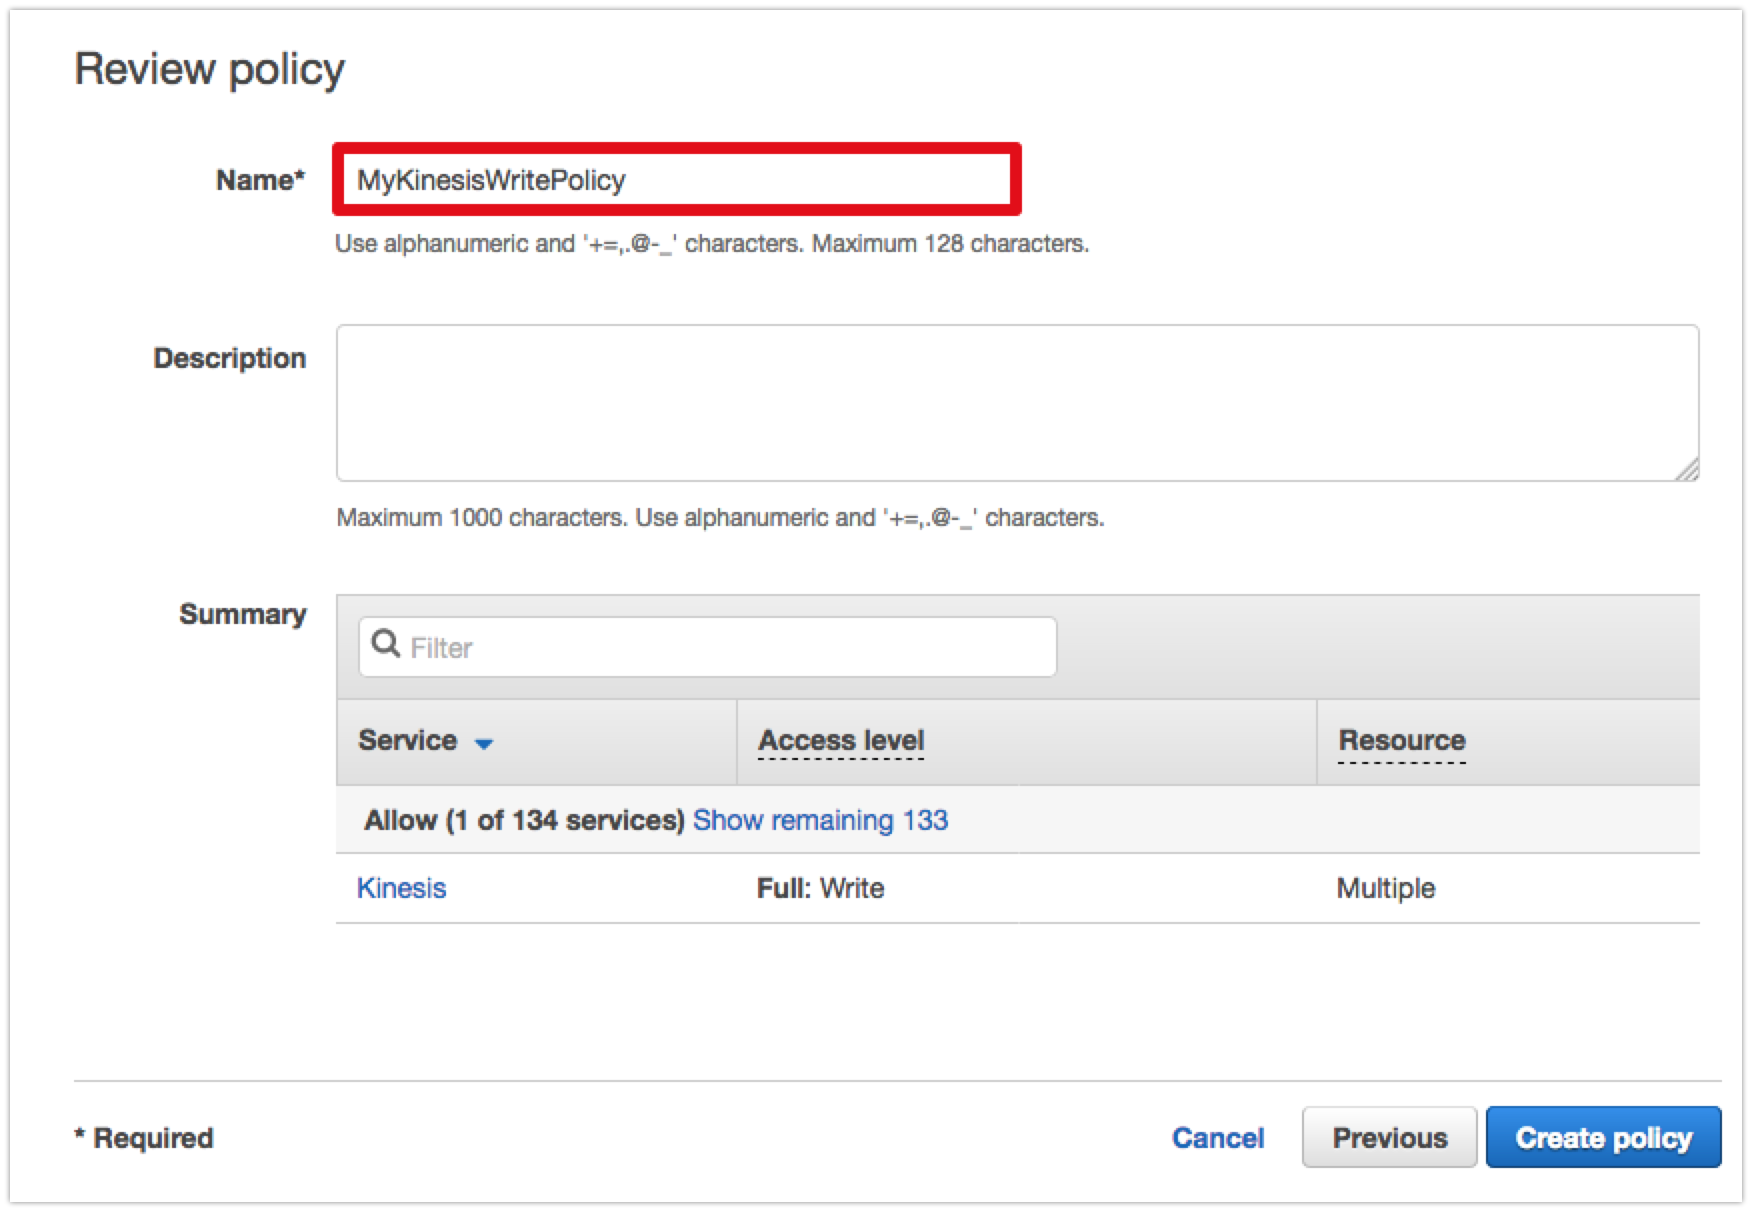 Review policy
Name* MyKinesisWritePolicy
Use alphanumeric and '+=,.@-_' characters. Maximum 128 characters.
Description
Maximum 1000 characters. Use alphanumeric and '+=,.@-_' characters.
Summary
Filter
Service Access level Resource
Allow (1 of 134 services) Show remaining 133
Kinesis Full: Write Multiple
* Required Cancel Previous Create policy